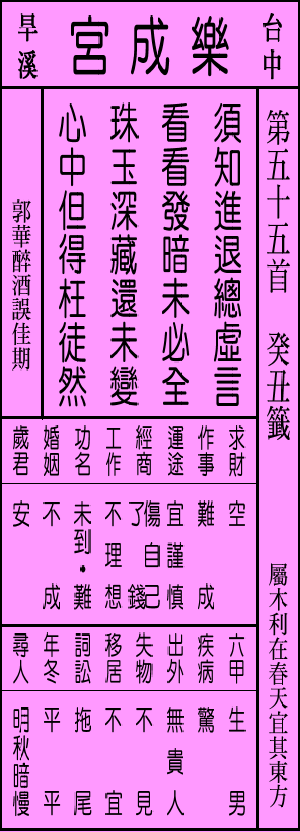 台中
樂成宮
旱溪
第五十五首 癸丑籤
屬木利在春天宜其東方
須知進退總虛言
看看發暗未必全
珠玉深藏還未變
心中但得枉徒然
郭華醉酒誤佳期
求財 空
作事 難成
運途 宜謹慎
經商 傷自己了錢
工作 不理想
功名 未到・難
婚姻 不成
歲君 安
六甲 生男
疾病 驚
出外 無貴人
失物 不見
移居 不宜
詞訟 拖尾
年冬 平平
尋人 明秋暗慢